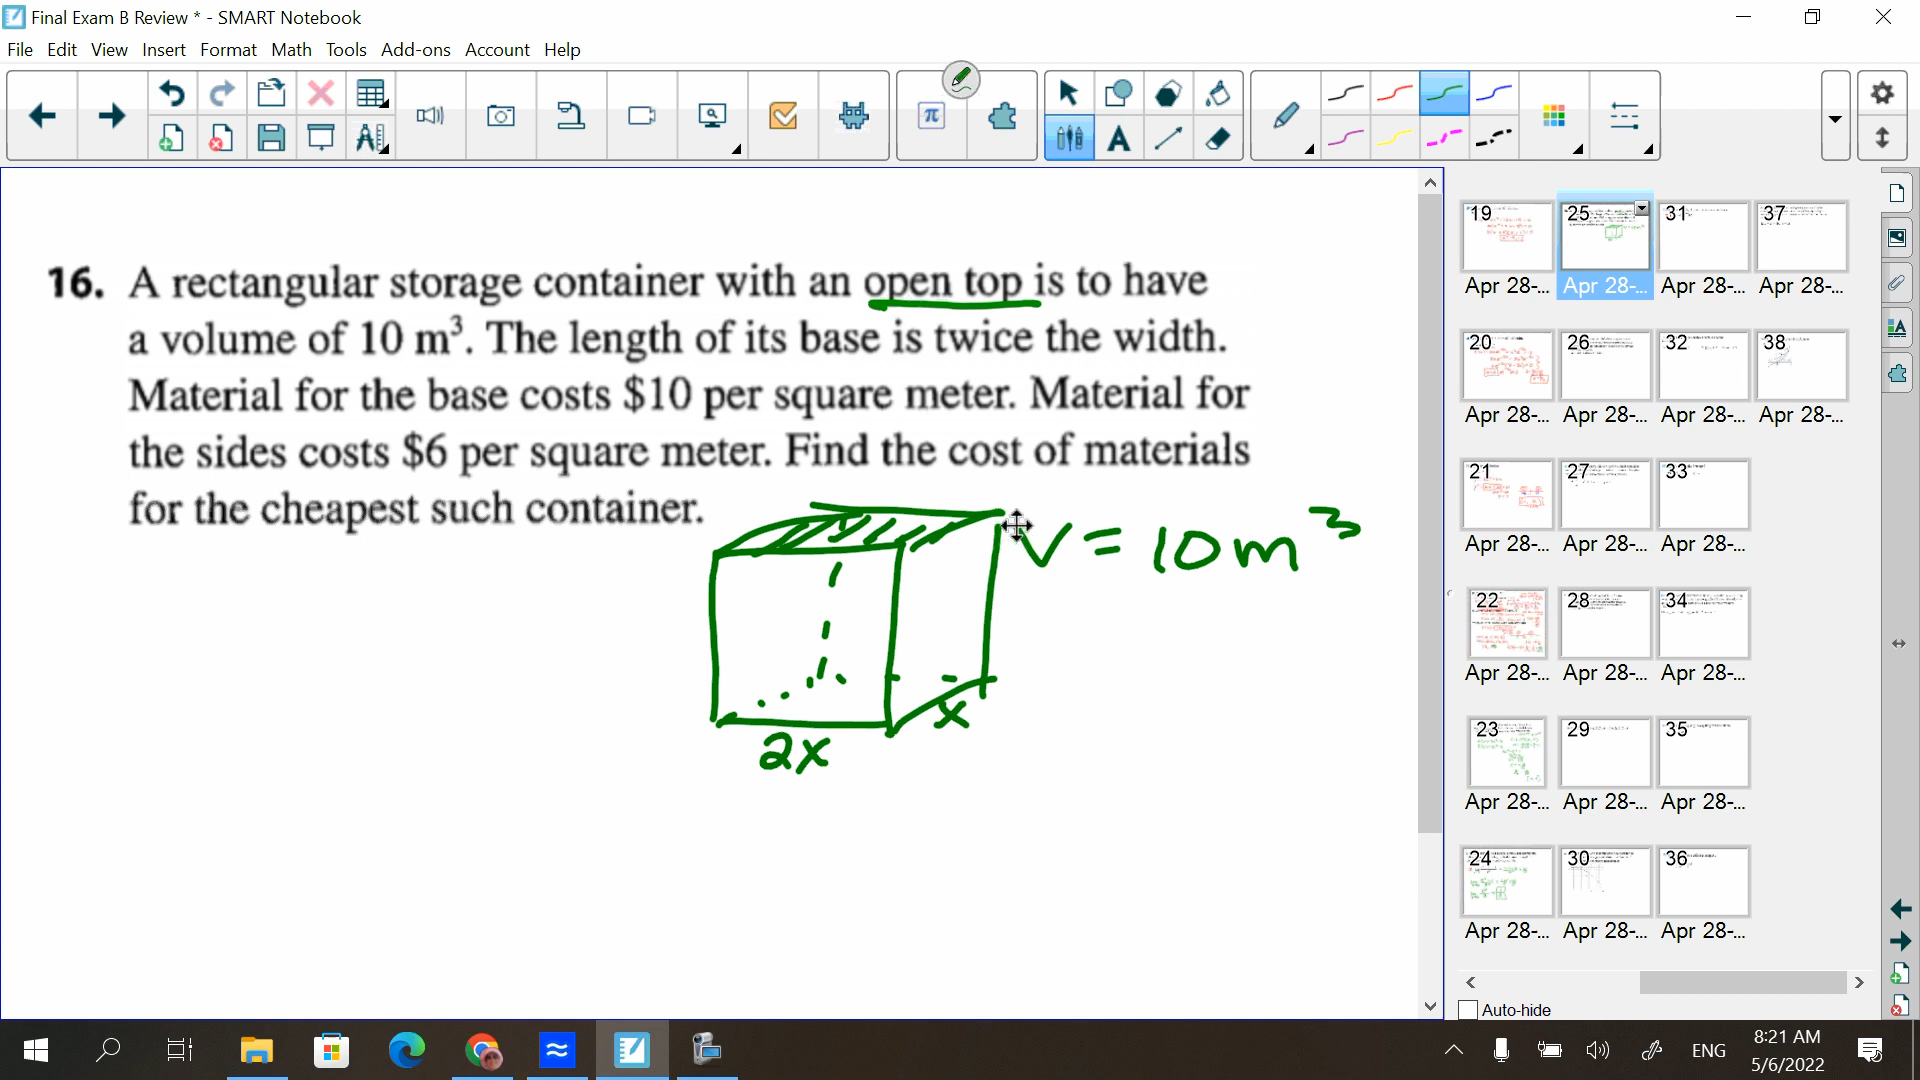 Final Exam B Review * - SMART Notebook
File Edit View Insert Format Math Tools Add-ons Account Help
16. A rectangular storage container with an open top is to have
a volume of 10 m³. The length of its base is twice the width.
Material for the base costs $10 per square meter. Material for
the sides costs $6 per square meter. Find the cost of materials
for the cheapest such container.
V = 10m³
x
2x
19 25 31 37
Apr 28-... Apr 28-... Apr 28-... Apr 28-...
20 26 32 38
Apr 28-... Apr 28-... Apr 28-... Apr 28-...
21 27 33
Apr 28-... Apr 28-... Apr 28-...
22 28 34
Apr 28-... Apr 28-... Apr 28-...
23 29 35
Apr 28-... Apr 28-... Apr 28-...
24 30 36
Apr 28-... Apr 28-... Apr 28-...
Auto-hide
ENG
8:21 AM
5/6/2022